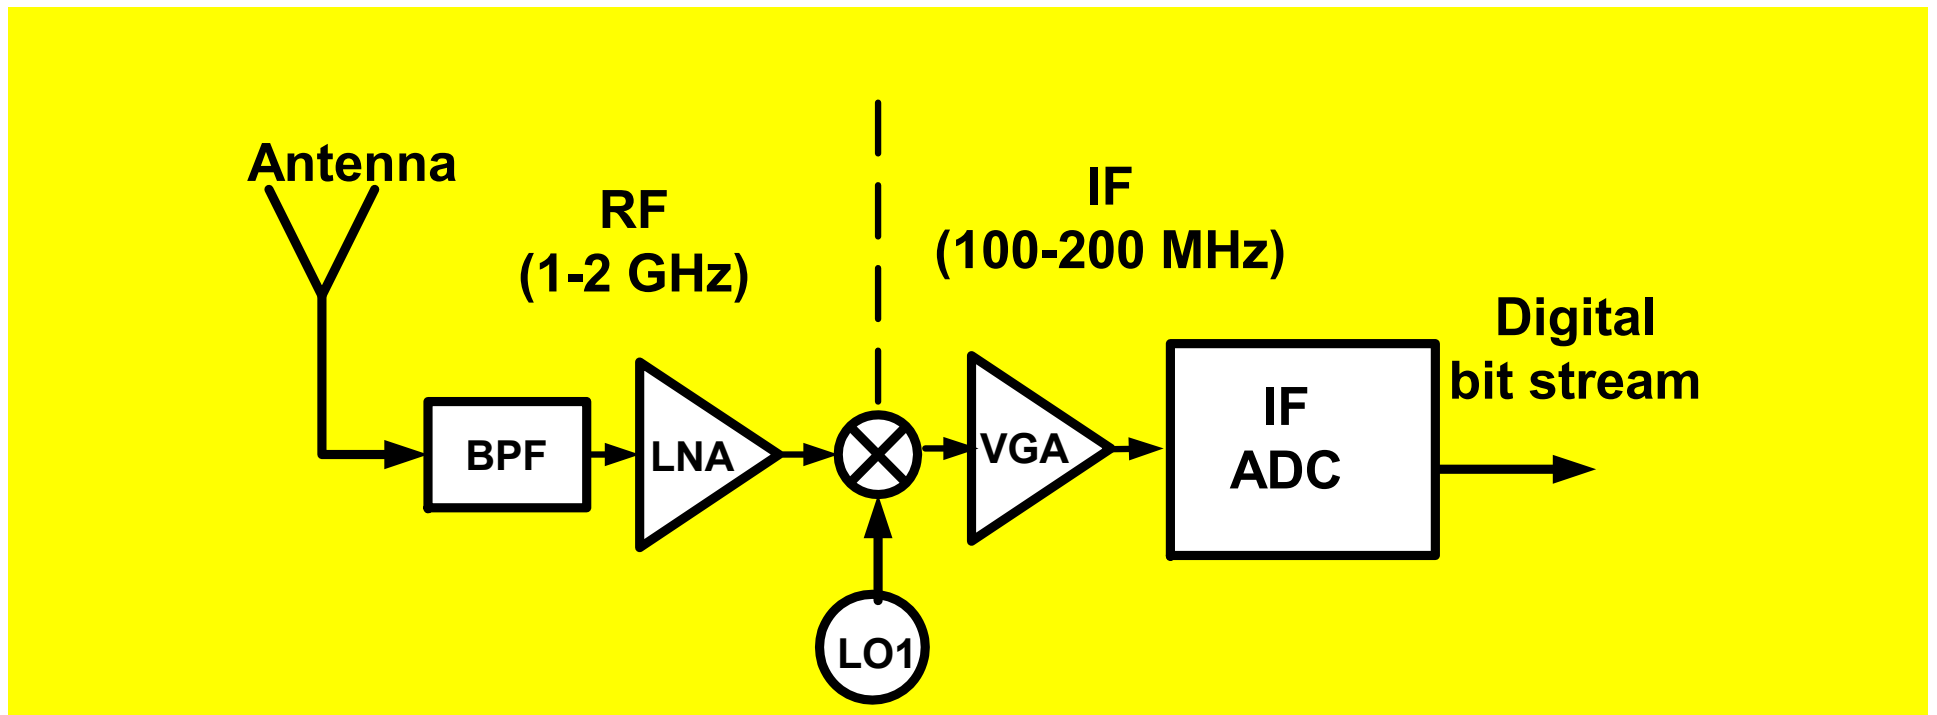 Antenna
RF
(1-2 GHz)
IF
(100-200 MHz)
Digital
bit stream
BPF
LNA
VGA
IF
ADC
LO1